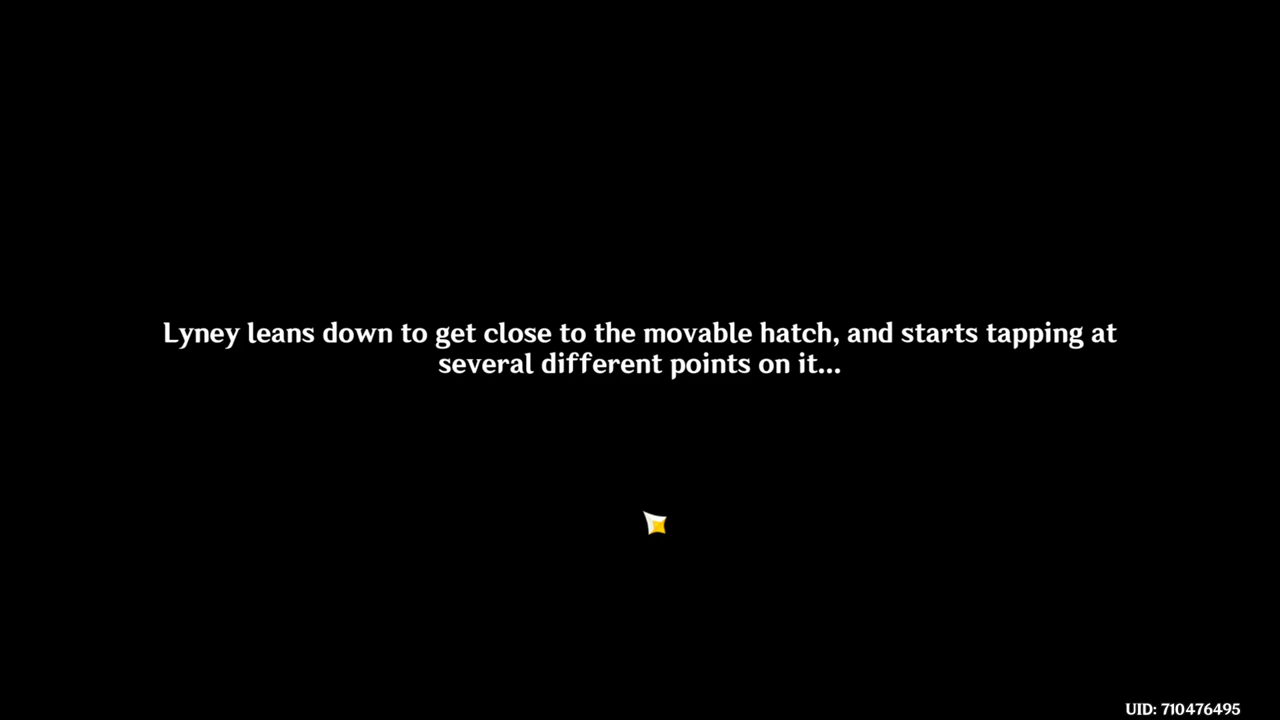 Lyney leans down to get close to the movable hatch, and starts tapping at
several different points on it...
UID: 710476495